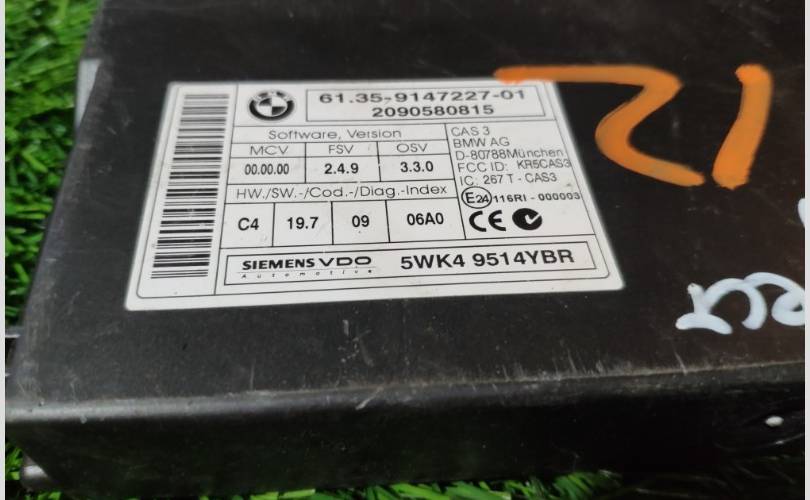 61.35-9147227-01
2090580815
Software, Version
MCV FSV OSV
00.00.00 2.4.9 3.3.0
HW./SW.-/Cod.-/Diag.-Index
C4 19.7 09 06A0
CAS 3
BMW AG
D-80788München
FCC ID: KR5CAS3
IC: 267 T - CAS3
E24 116RI - 000003
CE
SIEMENS VDO
Automotive
5WK4 9514YBR